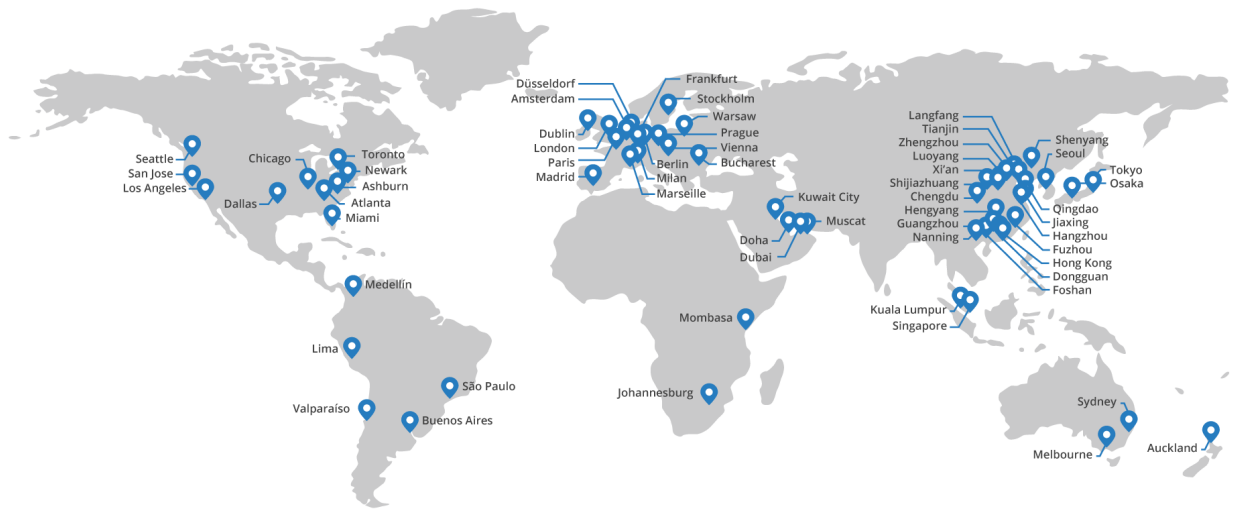 Seattle
San Jose
Los Angeles
Chicago
Dallas
Toronto
Newark
Ashburn
Atlanta
Miami
Medellín
Lima
São Paulo
Valparaíso
Buenos Aires
Düsseldorf
Amsterdam
Dublin
London
Paris
Madrid
Frankfurt
Stockholm
Warsaw
Prague
Vienna
Bucharest
Berlin
Milan
Marseille
Kuwait City
Muscat
Doha
Dubai
Mombasa
Johannesburg
Langfang
Tianjin
Zhengzhou
Luoyang
Xi'an
Shijiazhuang
Chengdu
Hengyang
Guangzhou
Nanning
Shenyang
Seoul
Tokyo
Osaka
Qingdao
Jiaxing
Hangzhou
Fuzhou
Hong Kong
Dongguan
Foshan
Kuala Lumpur
Singapore
Sydney
Melbourne
Auckland